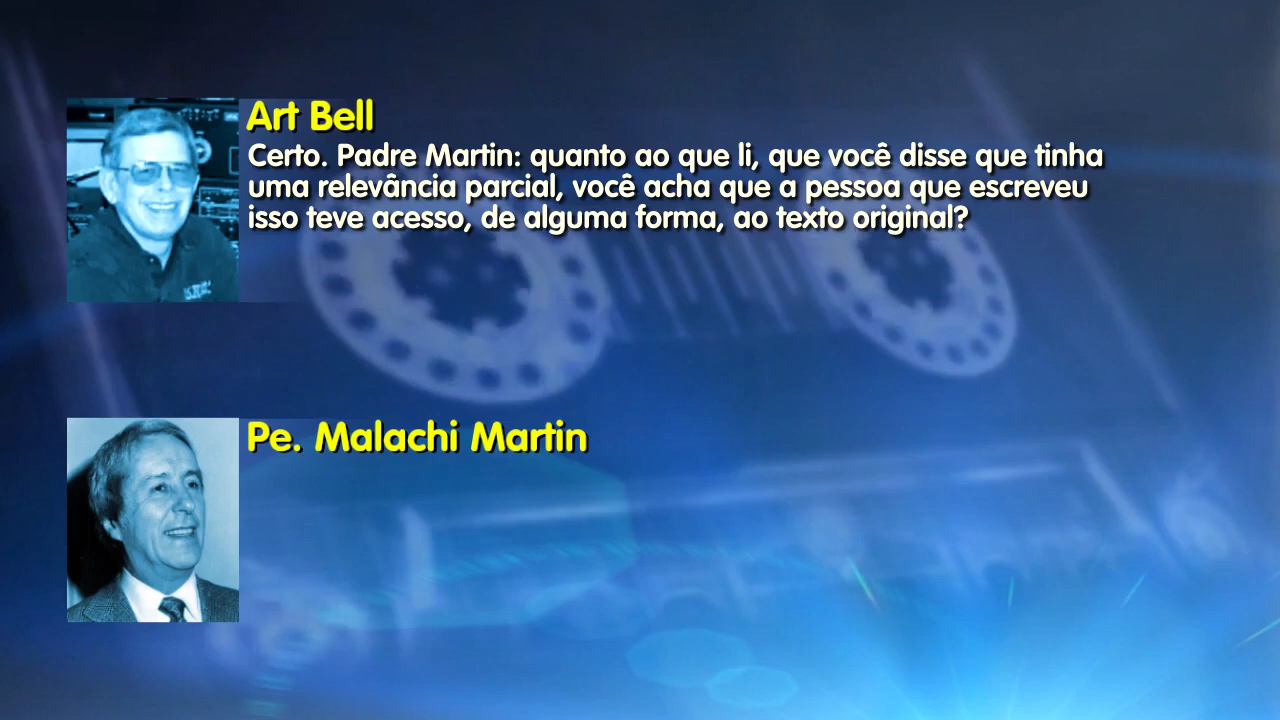 Art Bell
Certo. Padre Martin: quanto ao que li, que você disse que tinha
uma relevância parcial, você acha que a pessoa que escreveu
isso teve acesso, de alguma forma, ao texto original?
Pe. Malachi Martin